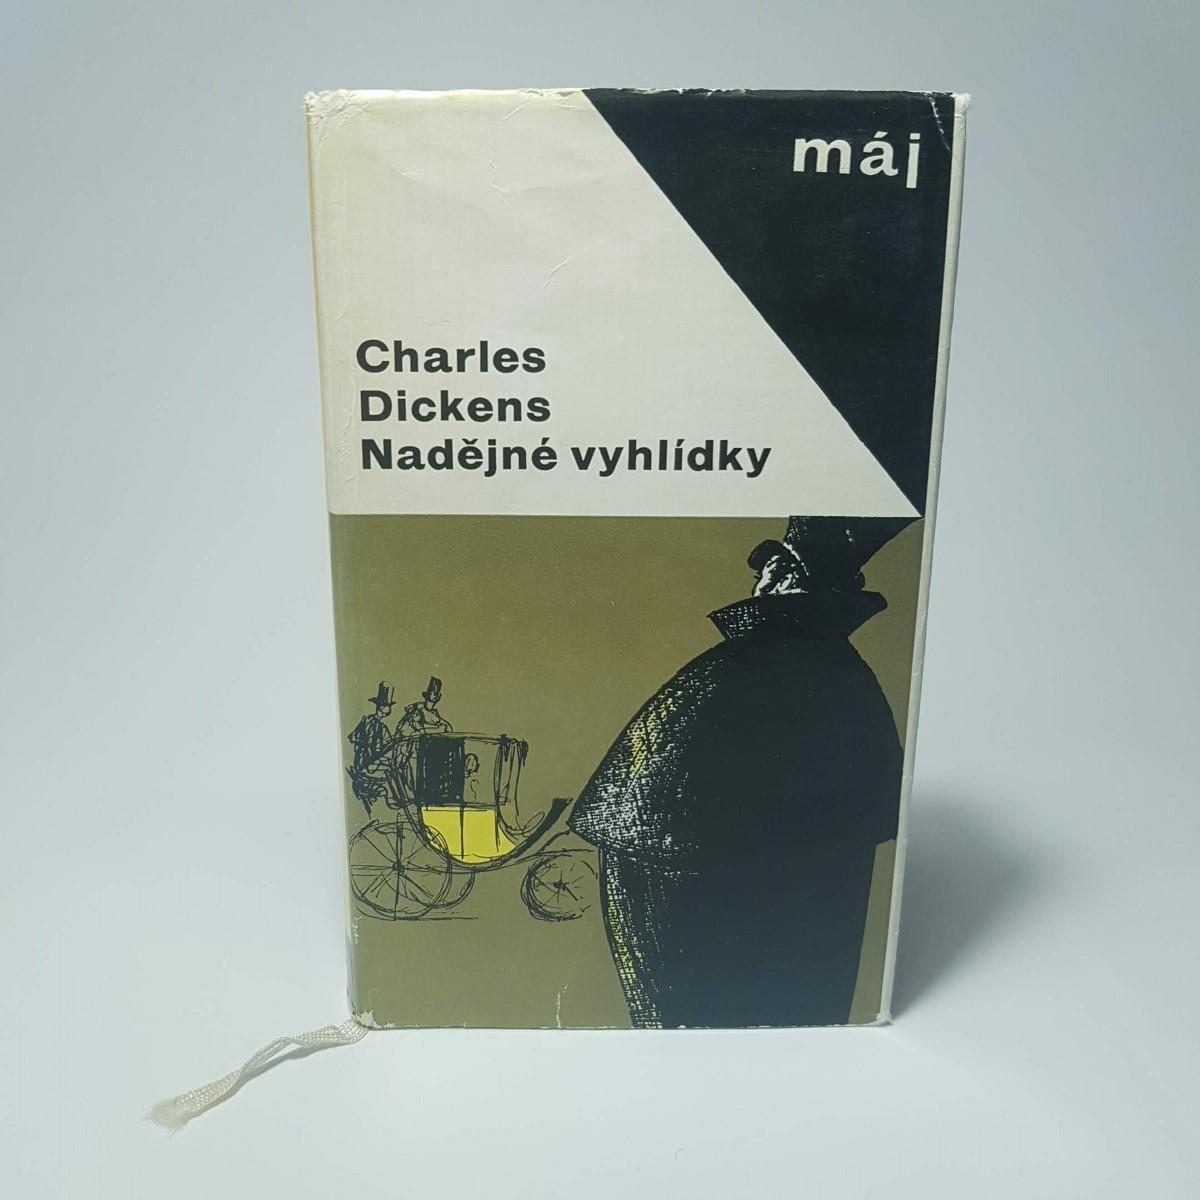 máj
Charles
Dickens
Nadějné vyhlídky